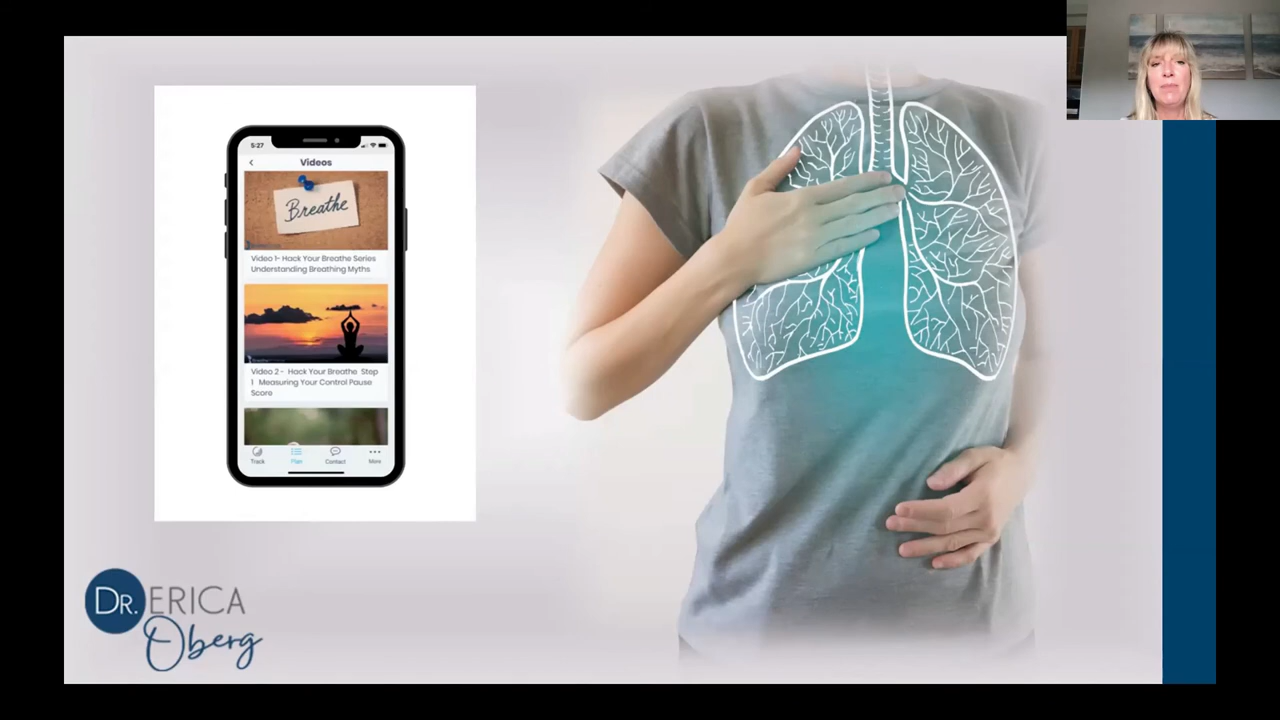 5:27
Videos
Breathe
Video 1- Hack Your Breathe Series
Understanding Breathing Myths
Video 2 - Hack Your Breathe Step
1 Measuring Your Control Pause
Score
Track
Plan
Contact
More
DR. ERICA
Oberg